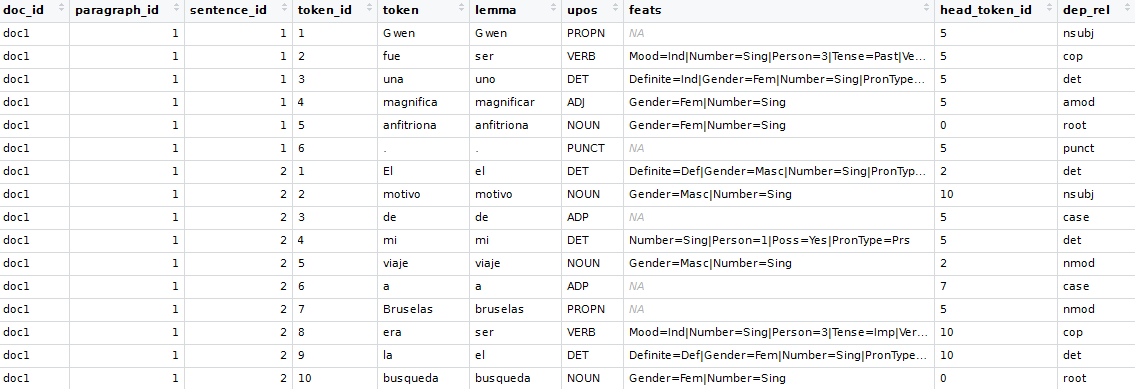 doc_id paragraph_id sentence_id token_id token lemma upos feats head_token_id dep_rel
doc1 1 1 1 Gwen Gwen PROPN NA 5 nsubj
doc1 1 1 2 fue ser VERB Mood=Ind|Number=Sing|Person=3|Tense=Past|Ve... 5 cop
doc1 1 1 3 una uno DET Definite=Ind|Gender=Fem|Number=Sing|PronType... 5 det
doc1 1 1 4 magnifica magnificar ADJ Gender=Fem|Number=Sing 5 amod
doc1 1 1 5 anfitriona anfitriona NOUN Gender=Fem|Number=Sing 0 root
doc1 1 1 6 . . PUNCT NA 5 punct
doc1 1 2 1 El el DET Definite=Def|Gender=Masc|Number=Sing|PronTyp... 2 det
doc1 1 2 2 motivo motivo NOUN Gender=Masc|Number=Sing 10 nsubj
doc1 1 2 3 de de ADP NA 5 case
doc1 1 2 4 mi mi DET Number=Sing|Person=1|Poss=Yes|PronType=Prs 5 det
doc1 1 2 5 viaje viaje NOUN Gender=Masc|Number=Sing 2 nmod
doc1 1 2 6 a a ADP NA 7 case
doc1 1 2 7 Bruselas bruselas PROPN NA 5 nmod
doc1 1 2 8 era ser VERB Mood=Ind|Number=Sing|Person=3|Tense=Imp|Ver... 10 cop
doc1 1 2 9 la el DET Definite=Def|Gender=Fem|Number=Sing|PronType... 10 det
doc1 1 2 10 busqueda busqueda NOUN Gender=Fem|Number=Sing 0 root